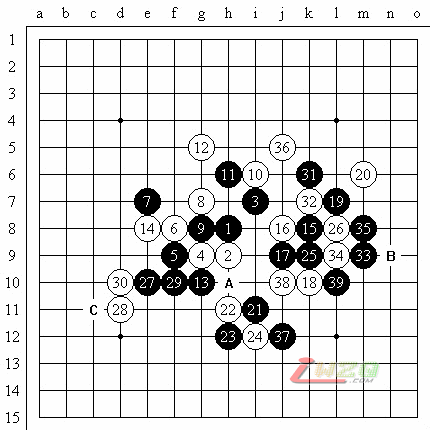 a b c d e f g h i j k l m n o
1
2
3
4
5 12 36
6 11 10 31 20
7 7 8 3 32 19
8 14 6 9 1 16 15 26 35
9 5 4 2 17 25 34 33 B
10 30 27 29 13 A 38 18 39
11 C 28 22 21
12 23 24 37
13
.COM
14
15